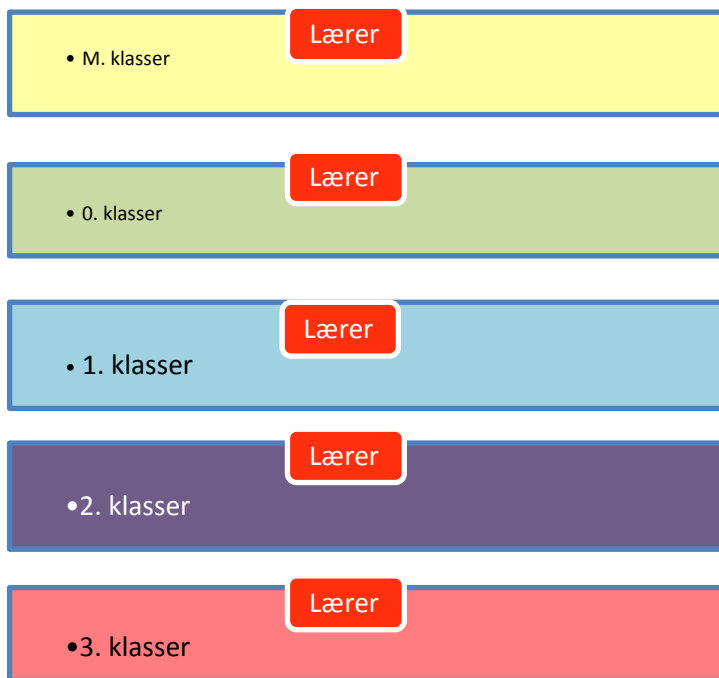 Lærer
• M. klasser
Lærer
• 0. klasser
Lærer
• 1. klasser
Lærer
•2. klasser
Lærer
•3. klasser